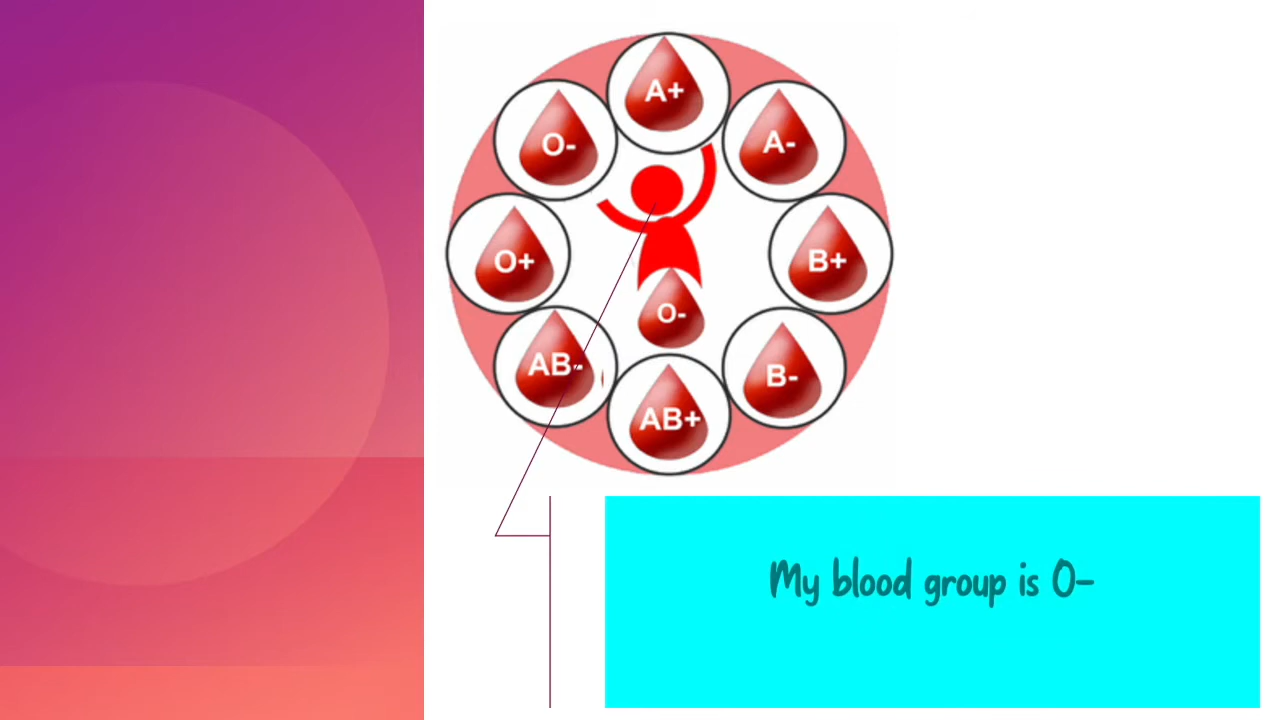 A+
O-
A-
O+
B+
O-
AB-
B-
AB+
My blood group is O-